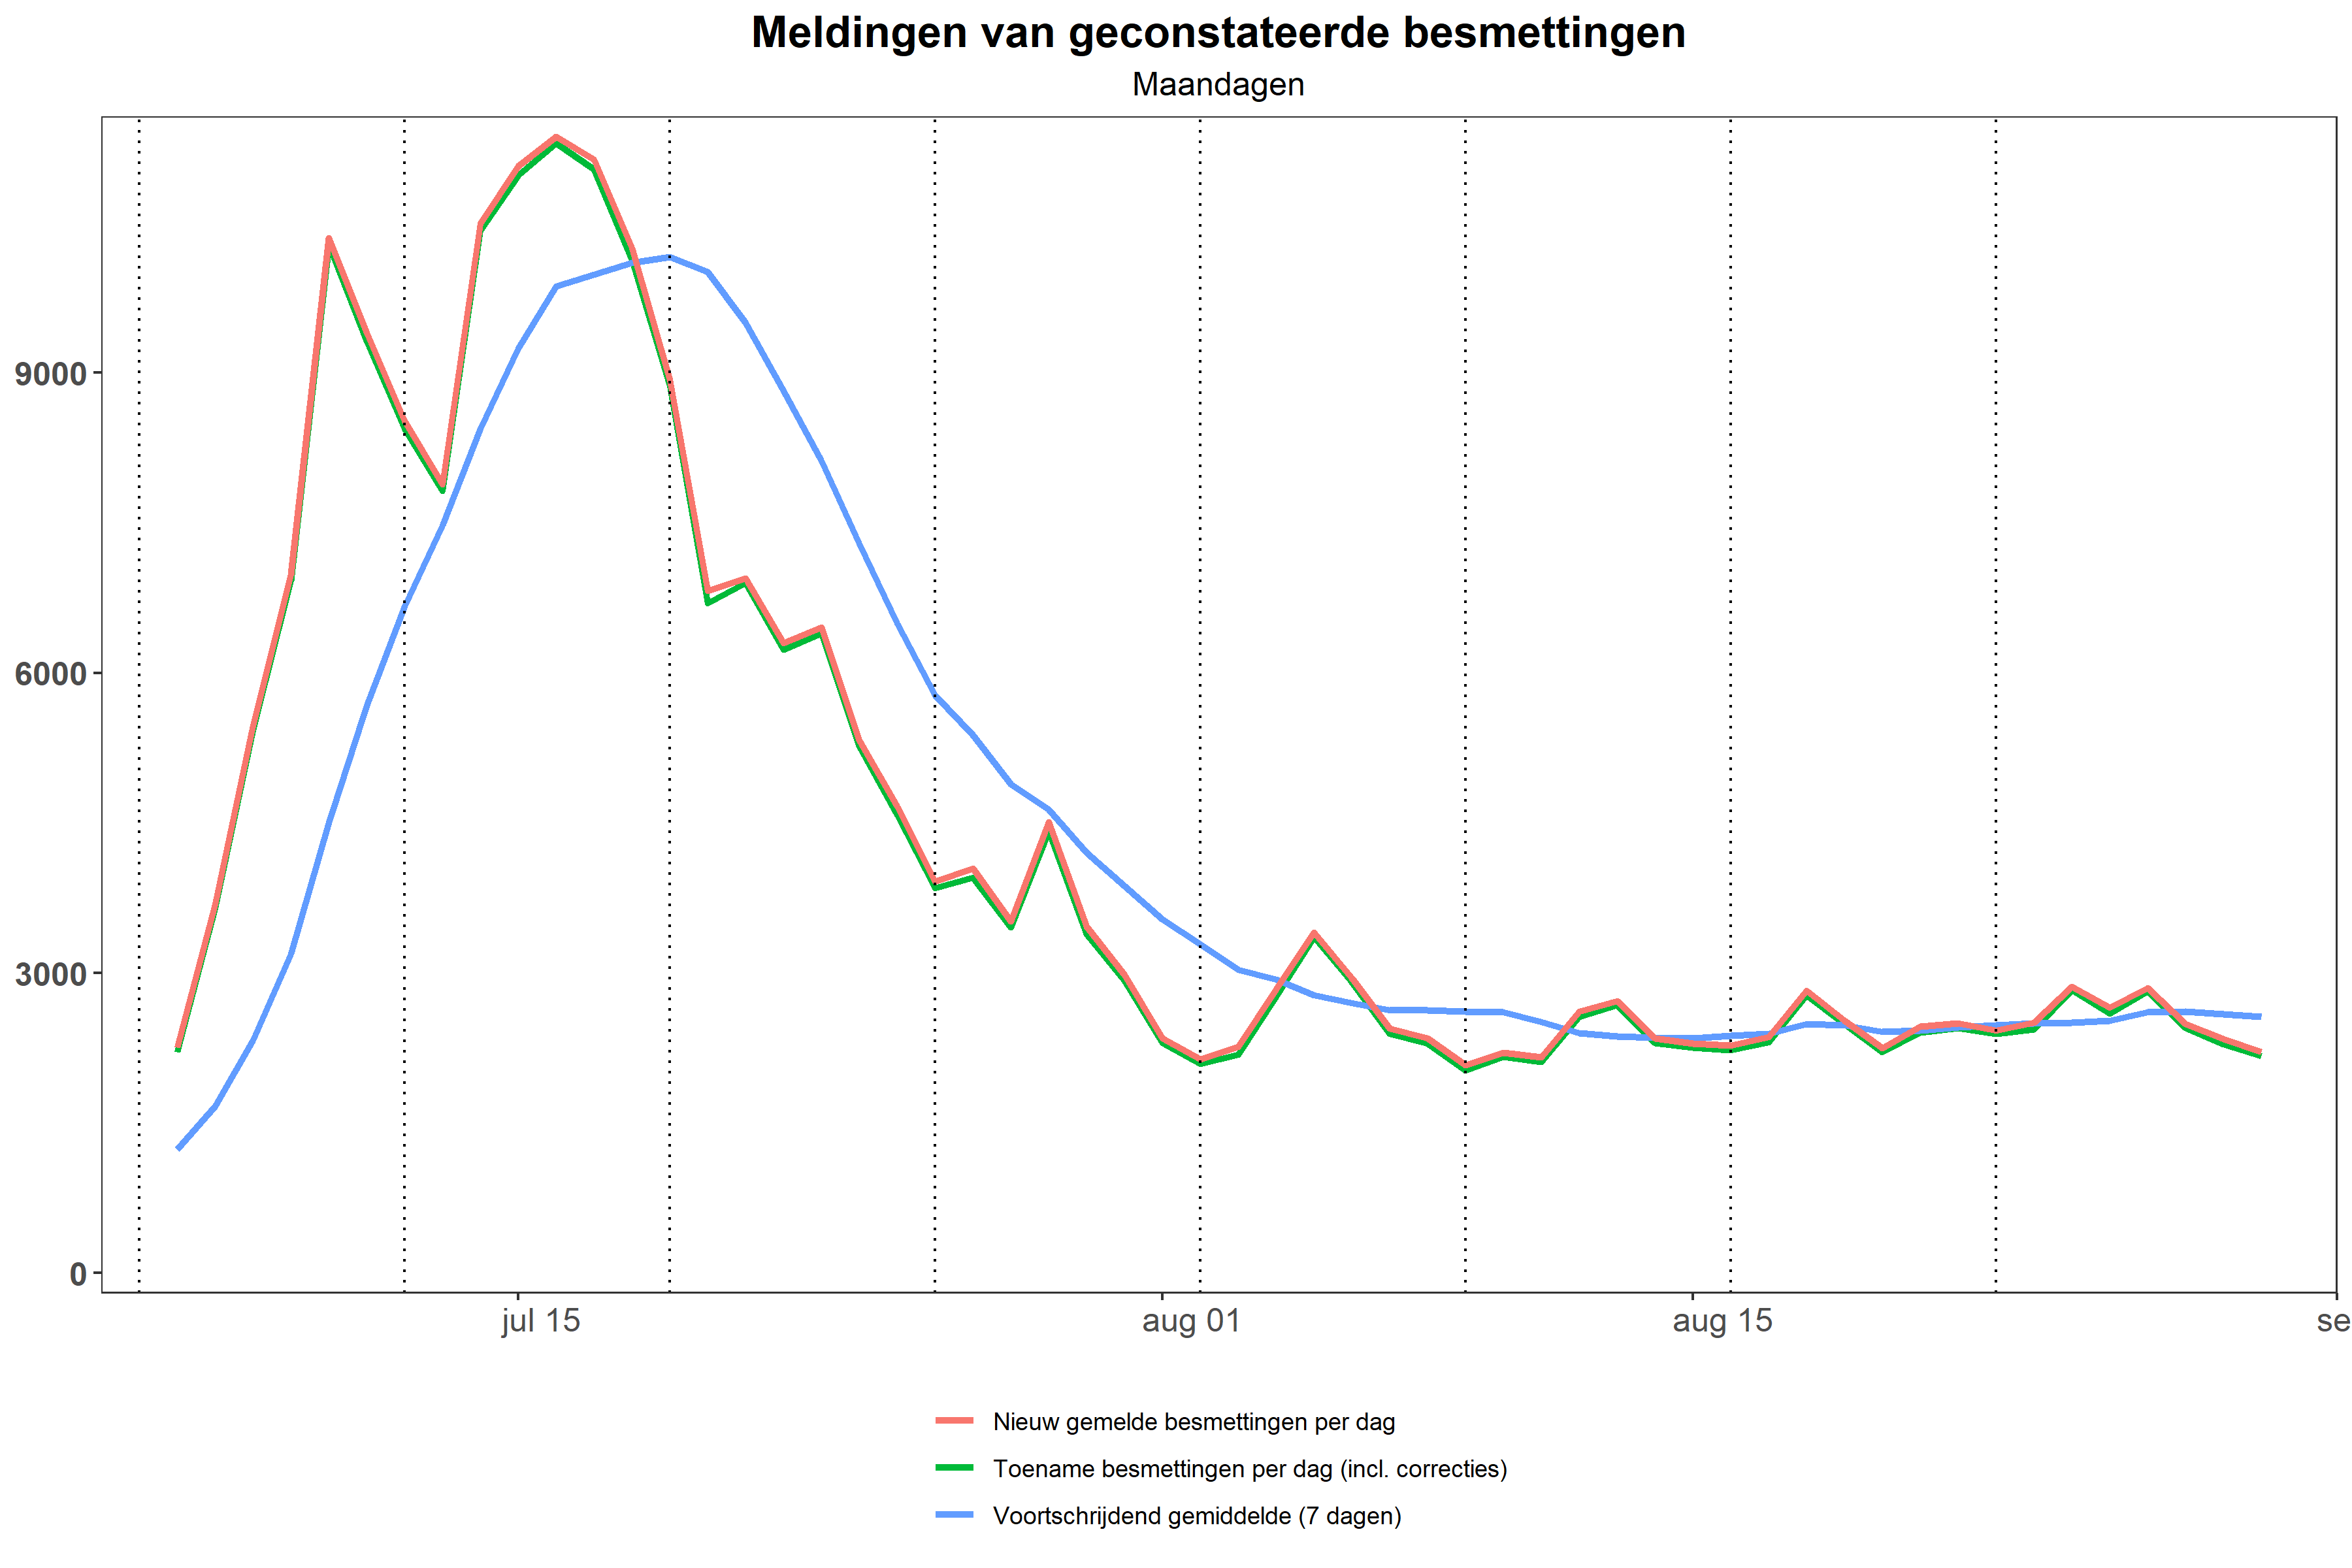 Meldingen van geconstateerde besmettingen
Maandagen
9000
6000
3000
0
jul 15
aug 01
aug 15
se
Nieuw gemelde besmettingen per dag
Toename besmettingen per dag (incl. correcties)
Voortschrijdend gemiddelde (7 dagen)